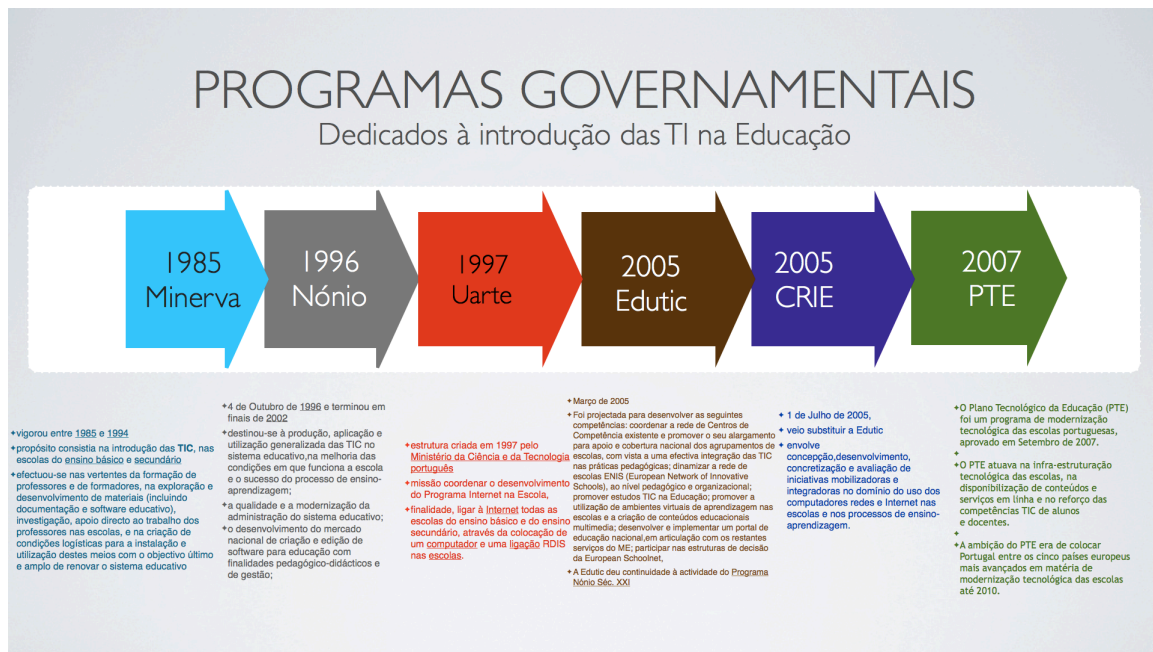 PROGRAMAS GOVERNAMENTAIS
Dedicados à introdução das TI na Educação
1985
Minerva
1996
Nónio
1997
Uarte
2005
Edutic
2005
CRIE
2007
PTE
✦vigorou entre 1985 e 1994
✦propósito consistia na introdução das TIC, nas
escolas do ensino básico e secundário
✦efectuou-se nas vertentes da formação de
professores e de formadores, na exploração e
desenvolvimento de materiais (incluindo
documentação e software educativo),
investigação, apoio directo ao trabalho dos
professores nas escolas, e na criação de
condições logísticas para a instalação e
utilização destes meios com o objectivo último
e amplo de renovar o sistema educativo
✦4 de Outubro de 1996 e terminou em
finais de 2002
✦destinou-se à produção, aplicação e
utilização generalizada das TIC no
sistema educativo,na melhoria das
condições em que funciona a escola
e o sucesso do processo de ensino-
aprendizagem;
✦a qualidade e a modernização da
administração do sistema educativo;
✦o desenvolvimento do mercado
nacional de criação e edição de
software para educação com
finalidades pedagógico-didácticos e
de gestão;
✦estrutura criada em 1997 pelo
Ministério da Ciência e da Tecnologia
português
✦missão coordenar o desenvolvimento
do Programa Internet na Escola,
✦finalidade, ligar à Internet todas as
escolas do ensino básico e do ensino
secundário, através da colocação de
um computador e uma ligação RDIS
nas escolas.
✦Março de 2005
✦Foi projectada para desenvolver as seguintes
competências: coordenar a rede de Centros de
Competência existente e promover o seu alargamento
para apoio e cobertura nacional dos agrupamentos de
escolas, com vista a uma efectiva integração das TIC
nas práticas pedagógicas; dinamizar a rede de
escolas ENIS (European Network of Innovative
Schools), ao nível pedagógico e organizacional;
promover estudos TIC na Educação; promover a
utilização de ambientes virtuais de aprendizagem nas
escolas e a criação de conteúdos educacionais
multimedia; desenvolver e implementar um portal de
educação nacional,em articulação com os restantes
serviços do ME; participar nas estruturas de decisão
da European Schoolnet,
✦A Edutic deu continuidade à actividade do Programa
Nónio Séc. XXI
✦ 1 de Julho de 2005,
✦ veio substituir a Edutic
✦ envolve
concepção,desenvolvimento,
concretização e avaliação de
iniciativas mobilizadoras e
integradoras no domínio do uso dos
computadores redes e Internet nas
escolas e nos processos de ensino-
aprendizagem.
✦O Plano Tecnológico da Educação (PTE)
foi um programa de modernização
tecnológica das escolas portuguesas,
aprovado em Setembro de 2007.
✦
✦O PTE atuava na infra-estruturação
tecnológica das escolas, na
disponibilização de conteúdos e
serviços em linha e no reforço das
competências TIC de alunos
e docentes.
✦
✦A ambição do PTE era de colocar
Portugal entre os cinco países europeus
mais avançados em matéria de
modernização tecnológica das escolas
até 2010.